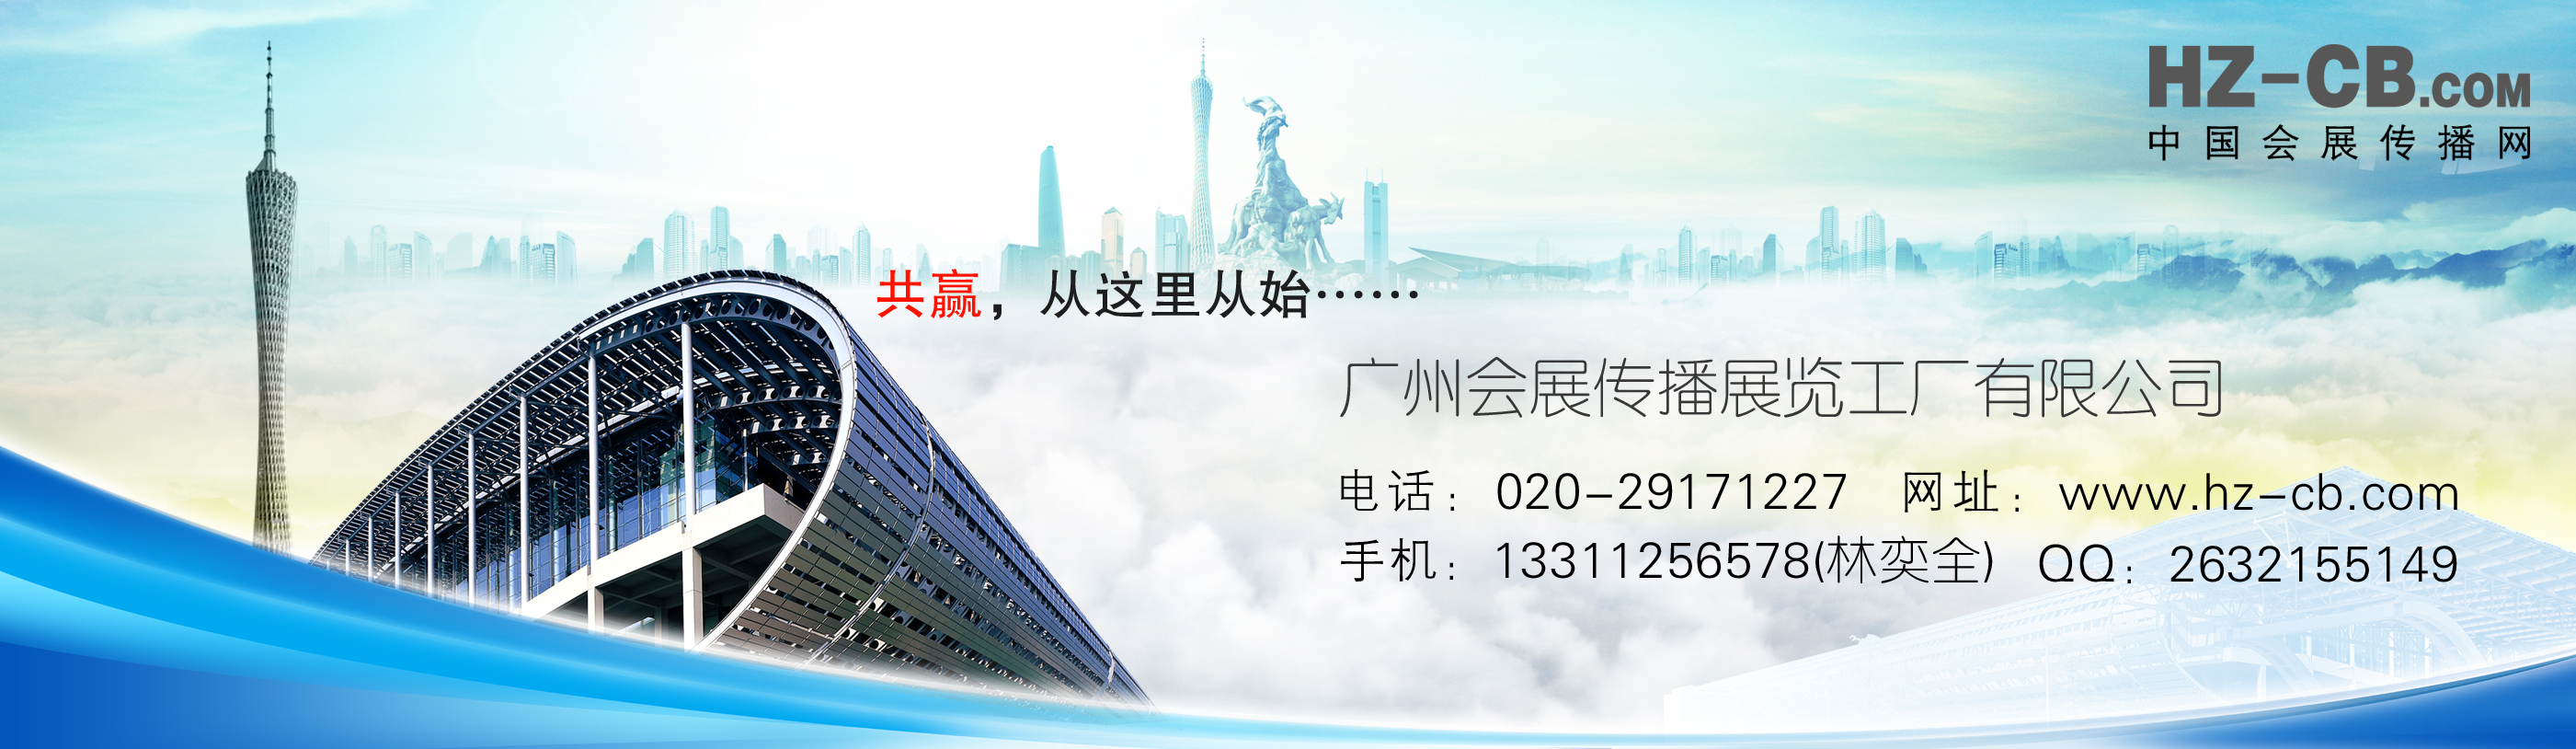 HZ-CB.COM
中国会展传播网
共赢，从这里从始……
广州会展传播展览工厂有限公司
电话：020-29171227 网址：www.hz-cb.com
手机：13311256578(林奕全) QQ：2632155149